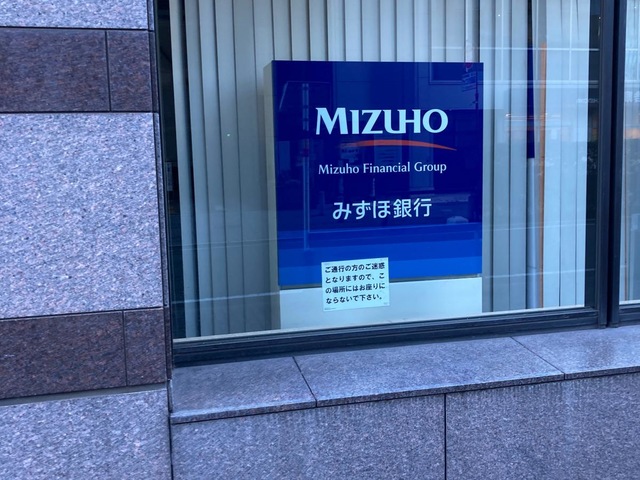 MIZUHO
Mizuho Financial Group
みずほ銀行
ご通行の方のご迷惑
となりますので、こ
の場所にはお座りに
ならないで下さい。